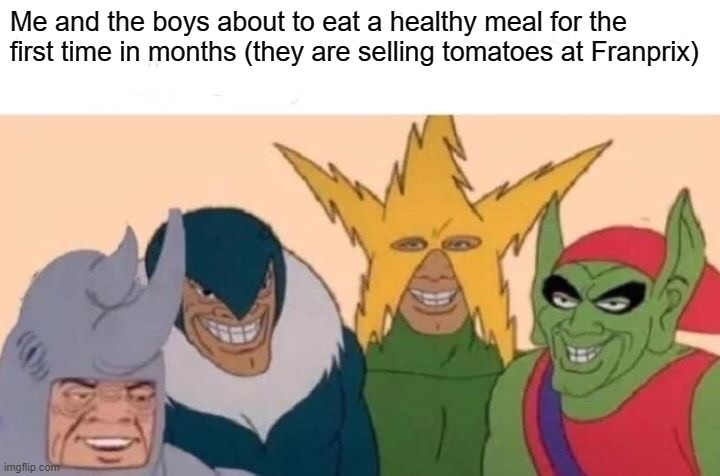 Me and the boys about to eat a healthy meal for the
first time in months (they are selling tomatoes at Franprix)
imgflip.com